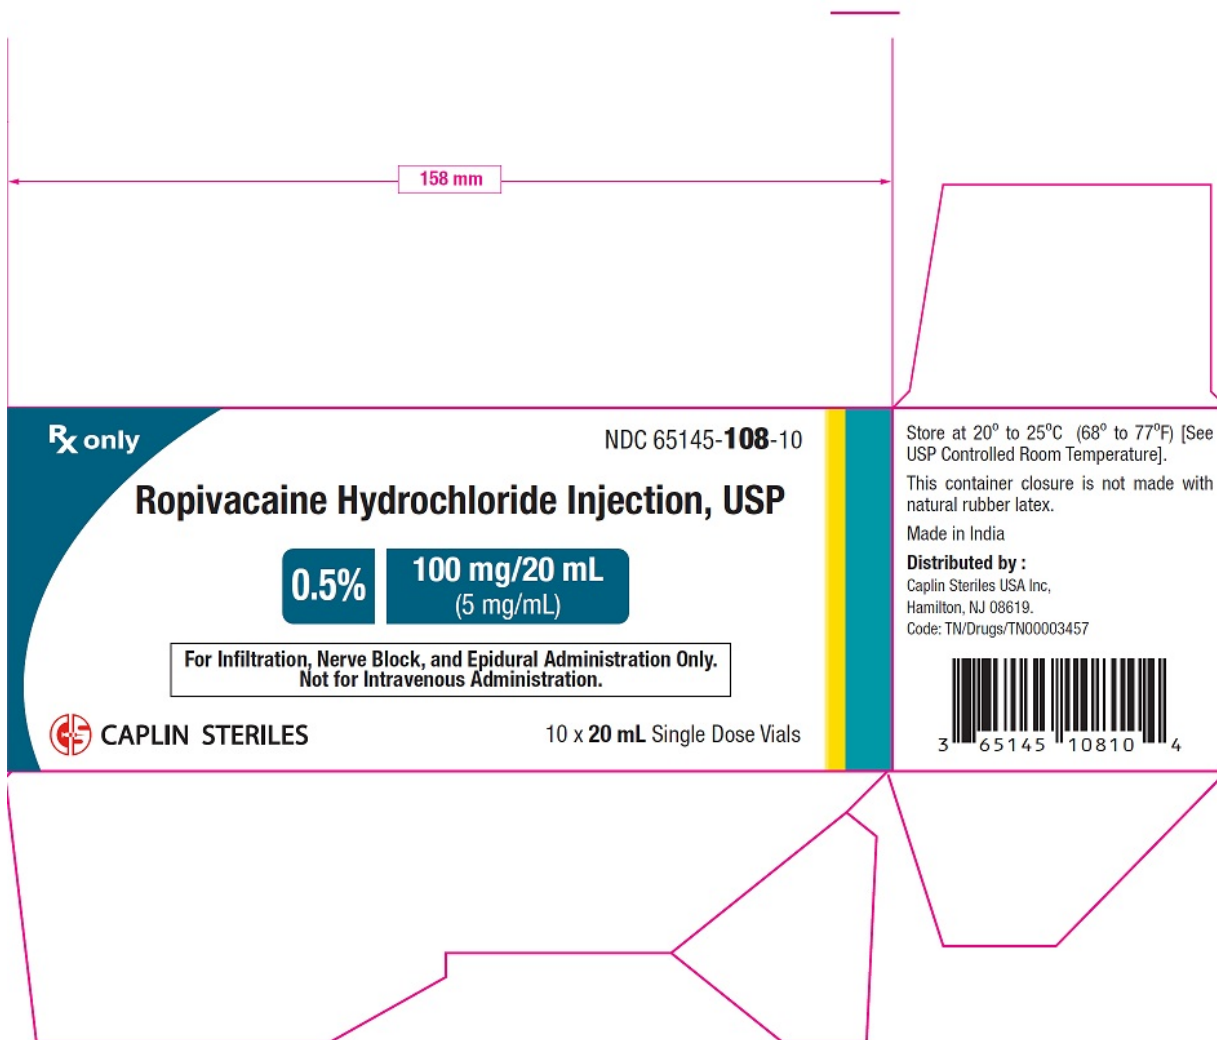 158 mm
Rx only
NDC 65145-108-10
Ropivacaine Hydrochloride Injection, USP
0.5%
100 mg/20 mL
(5 mg/mL)
For Infiltration, Nerve Block, and Epidural Administration Only.
Not for Intravenous Administration.
CAPLIN STERILES
10 x 20 mL Single Dose Vials
Store at 20° to 25°C (68° to 77°F) [See
USP Controlled Room Temperature].
This container closure is not made with
natural rubber latex.
Made in India
Distributed by :
Caplin Steriles USA Inc,
Hamilton, NJ 08619.
Code: TN/Drugs/TN00003457
3 65145 10810 4